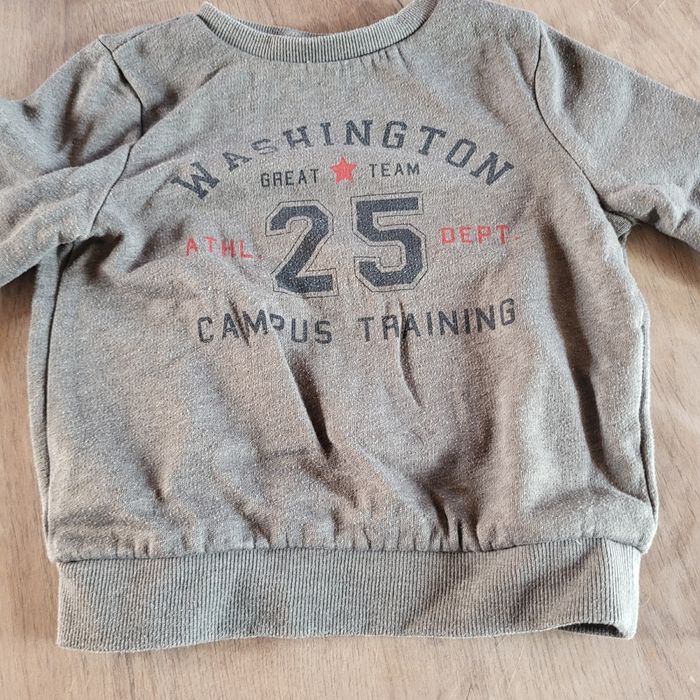 WASHINGTON
GREAT ★ TEAM
ATHL. 25 DEPT.
CAMPUS TRAINING